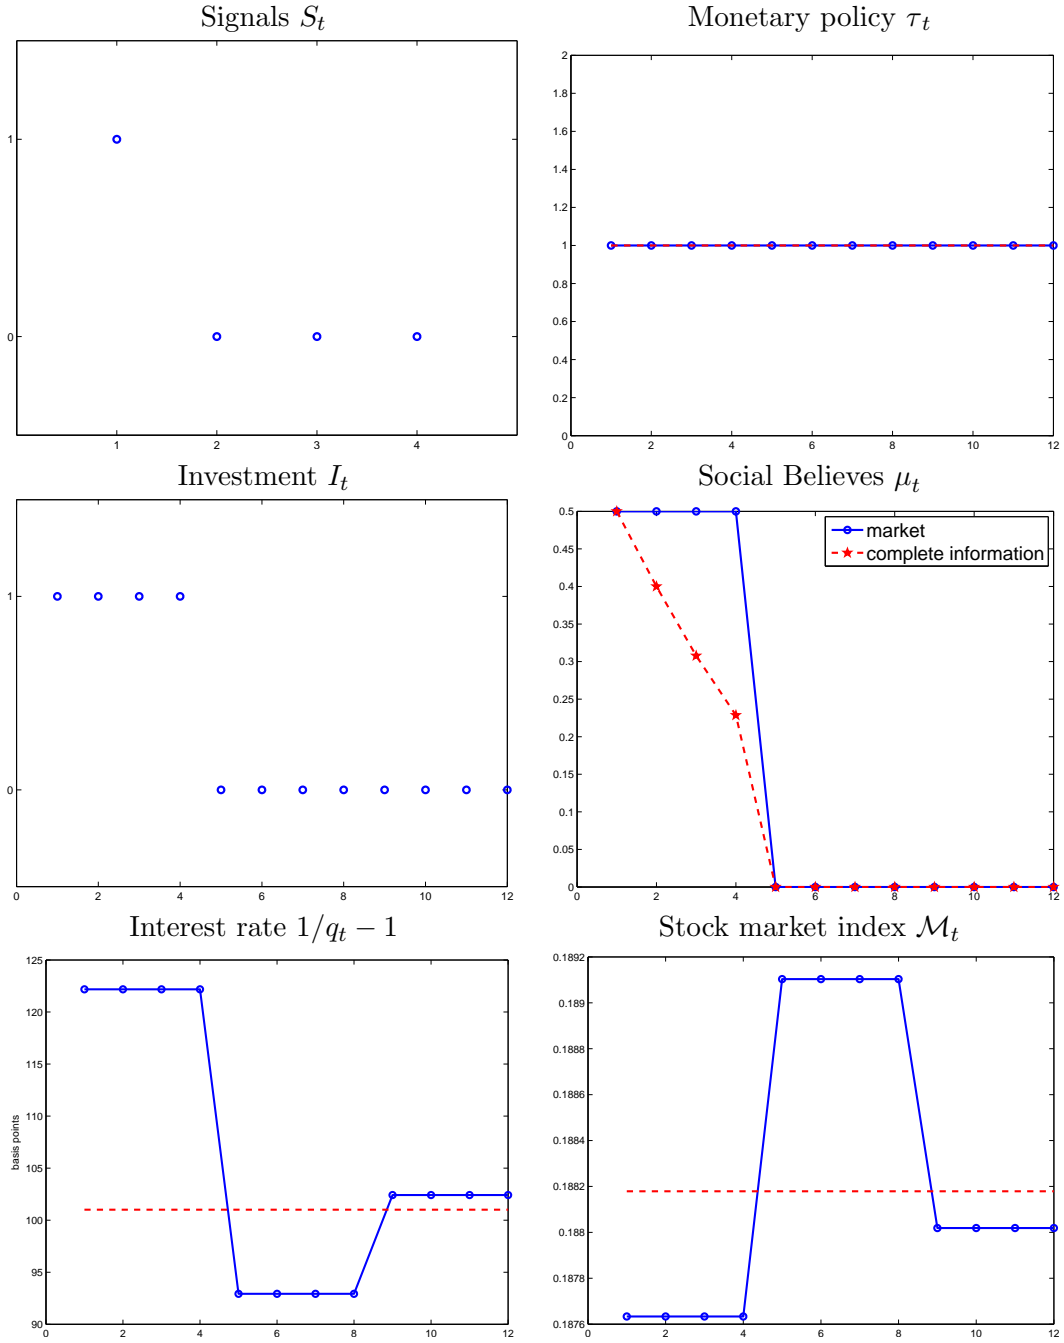 Signals S_t
1
0
1 2 3 4
Monetary policy τ_t
2
1.8
1.6
1.4
1.2
1
0.8
0.6
0.4
0.2
0
0 2 4 6 8 10 12
Investment I_t
1
0
0 2 4 6 8 10 12
Social Believes μ_t
market
complete information
0.5
0.45
0.4
0.35
0.3
0.25
0.2
0.15
0.1
0.05
0
0 2 4 6 8 10 12
Interest rate 1/q_t − 1
basis points
125
120
115
110
105
100
95
90
0 2 4 6 8 10 12
Stock market index ℳ_t
0.1892
0.189
0.1888
0.1886
0.1884
0.1882
0.188
0.1878
0.1876
0 2 4 6 8 10 12